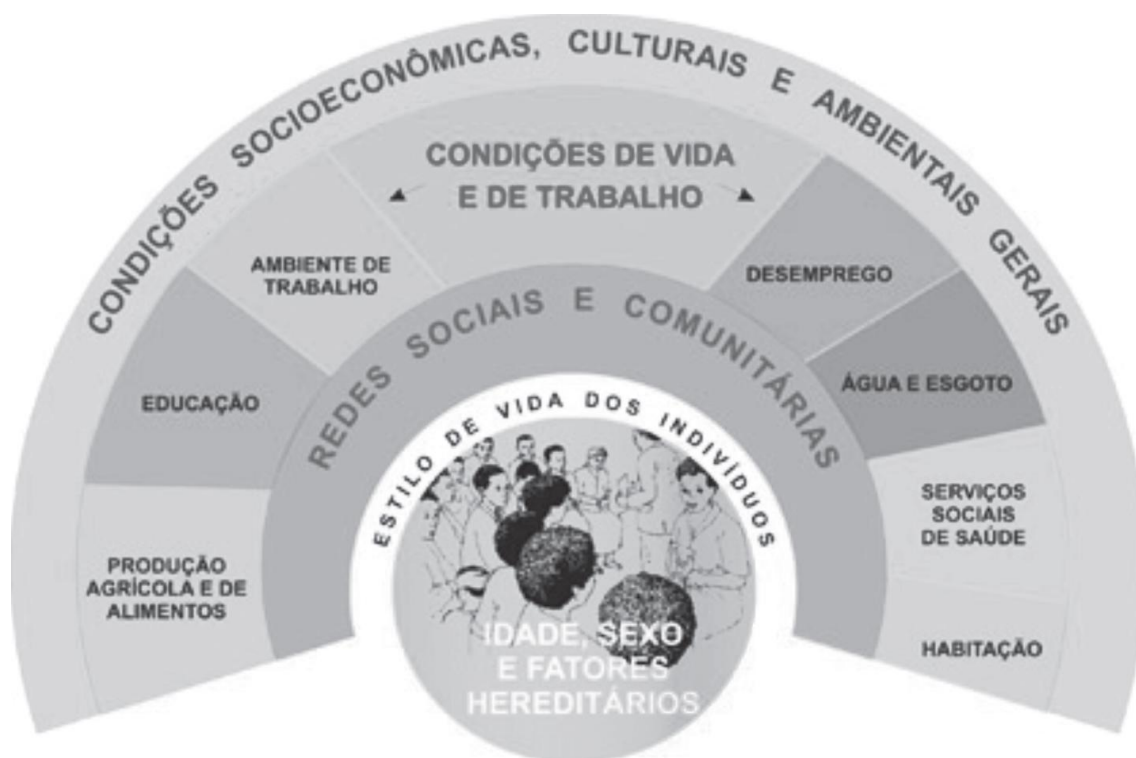 CONDIÇÕES SOCIOECONÔMICAS, CULTURAIS E AMBIENTAIS GERAIS
CONDIÇÕES DE VIDA
E DE TRABALHO
AMBIENTE DE
TRABALHO
DESEMPREGO
EDUCAÇÃO
ÁGUA E ESGOTO
PRODUÇÃO
AGRÍCOLA E DE
ALIMENTOS
SERVIÇOS
SOCIAIS
DE SAÚDE
HABITAÇÃO
REDES SOCIAIS E COMUNITÁRIAS
ESTILO DE VIDA DOS INDIVÍDUOS
IDADE, SEXO
E FATORES
HEREDITÁRIOS